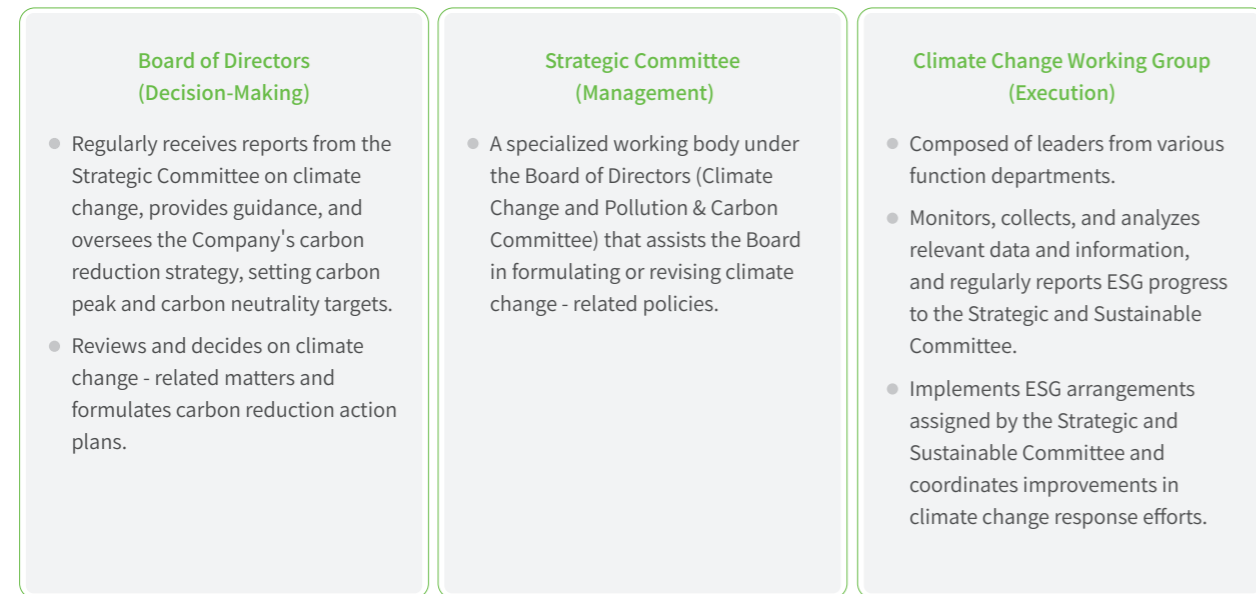 Board of Directors
(Decision-Making)
Regularly receives reports from the
Strategic Committee on climate
change, provides guidance, and
oversees the Company's carbon
reduction strategy, setting carbon
peak and carbon neutrality targets.
Reviews and decides on climate
change - related matters and
formulates carbon reduction action
plans.
Strategic Committee
(Management)
A specialized working body under
the Board of Directors (Climate
Change and Pollution & Carbon
Committee) that assists the Board
in formulating or revising climate
change - related policies.
Climate Change Working Group
(Execution)
Composed of leaders from various
function departments.
Monitors, collects, and analyzes
relevant data and information,
and regularly reports ESG progress
to the Strategic and Sustainable
Committee.
Implements ESG arrangements
assigned by the Strategic and
Sustainable Committee and
coordinates improvements in
climate change response efforts.